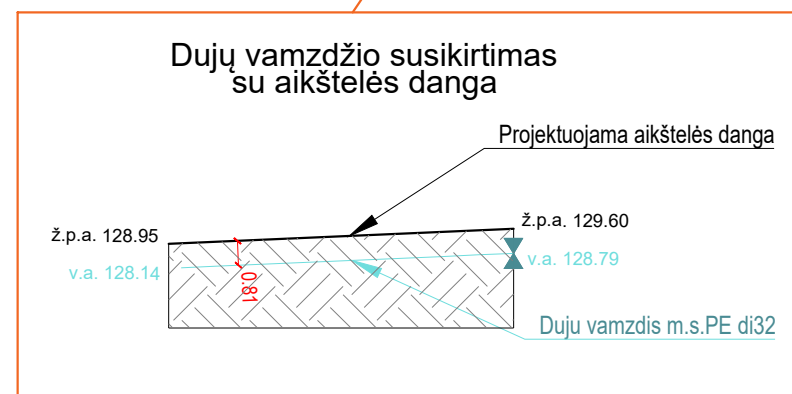 Dujų vamzdžio susikirtimas
su aikštelės danga
Projektuojama aikštelės danga
ž.p.a. 128.95
ž.p.a. 129.60
v.a. 128.14
v.a. 128.79
0.81
Duju vamzdis m.s.PE di32